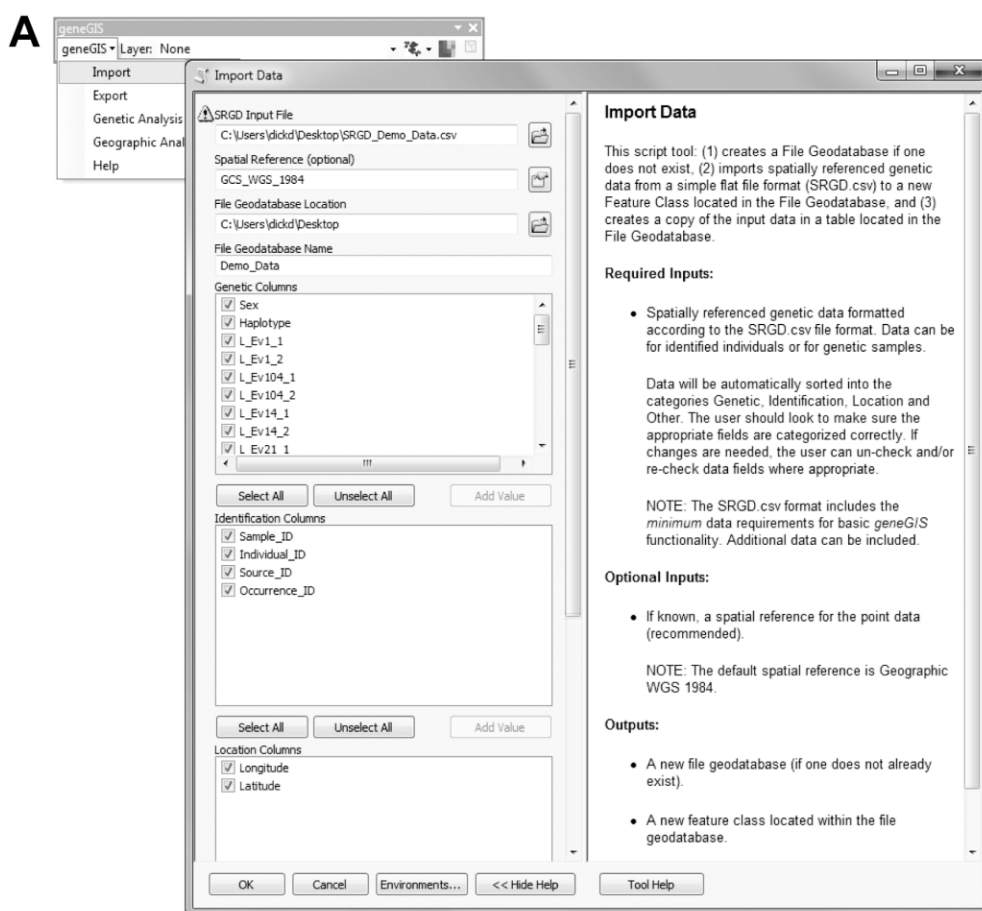 A
geneGIS
geneGIS Layer: None
Import
Export
Genetic Analysis
Geographic Anal
Help
Import Data
SRGD Input File
C:\Users\dickd\Desktop\SRGD_Demo_Data.csv
Spatial Reference (optional)
GCS_WGS_1984
File Geodatabase Location
C:\Users\dickd\Desktop
File Geodatabase Name
Demo_Data
Genetic Columns
Sex
Haplotype
L_Ev1_1
L_Ev1_2
L_Ev104_1
L_Ev104_2
L_Ev14_1
L_Ev14_2
L_Ev21_1
Select All Unselect All Add Value
Identification Columns
Sample_ID
Individual_ID
Source_ID
Occurrence_ID
Select All Unselect All Add Value
Location Columns
Longitude
Latitude
OK Cancel Environments... << Hide Help Tool Help
Import Data
This script tool: (1) creates a File Geodatabase if one
does not exist, (2) imports spatially referenced genetic
data from a simple flat file format (SRGD.csv) to a new
Feature Class located in the File Geodatabase, and (3)
creates a copy of the input data in a table located in the
File Geodatabase.
Required Inputs:
• Spatially referenced genetic data formatted
according to the SRGD.csv file format. Data can be
for identified individuals or for genetic samples.
Data will be automatically sorted into the
categories Genetic, Identification, Location and
Other. The user should look to make sure the
appropriate fields are categorized correctly. If
changes are needed, the user can un-check and/or
re-check data fields where appropriate.
NOTE: The SRGD.csv format includes the
minimum data requirements for basic geneGIS
functionality. Additional data can be included.
Optional Inputs:
• If known, a spatial reference for the point data
(recommended).
NOTE: The default spatial reference is Geographic
WGS 1984.
Outputs:
• A new file geodatabase (if one does not already
exist).
• A new feature class located within the file
geodatabase.